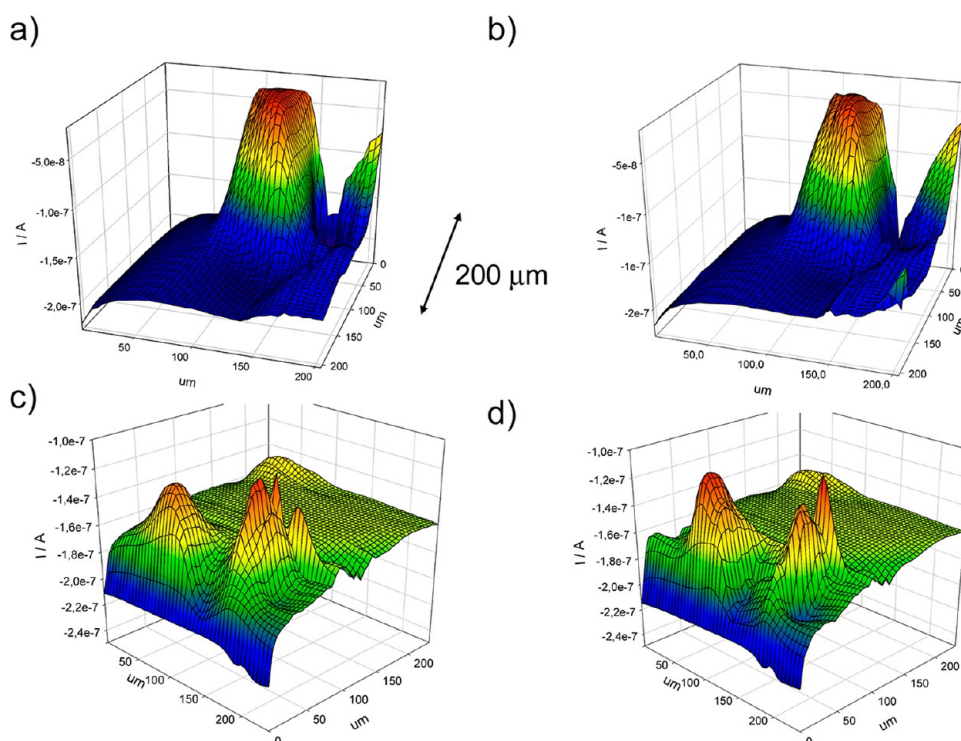 a)
-5,0e-8
-1,0e-7
-1,5e-7
-2,0e-7
I / A
50
100
150
200
um
0
50
100
150
200
um
200 µm
b)
-5e-8
-1e-7
-1e-7
-2e-7
I / A
50,0
100,0
150,0
200,0
um
50
100
150
200
c)
-1,0e-7
-1,2e-7
-1,4e-7
-1,6e-7
-1,8e-7
-2,0e-7
-2,2e-7
-2,4e-7
I / A
50
100
150
200
um
0
50
100
150
200
um
d)
-1,0e-7
-1,2e-7
-1,4e-7
-1,6e-7
-1,8e-7
-2,0e-7
-2,2e-7
-2,4e-7
I / A
50
100
150
200
um
0
50
100
150
200
um